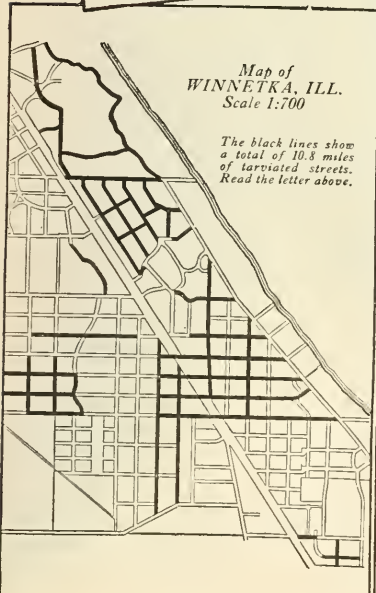 Map of
WINNETKA, ILL.
Scale 1:700
The black lines show
a total of 10.8 miles
of tarviated streets.
Read the letter above.